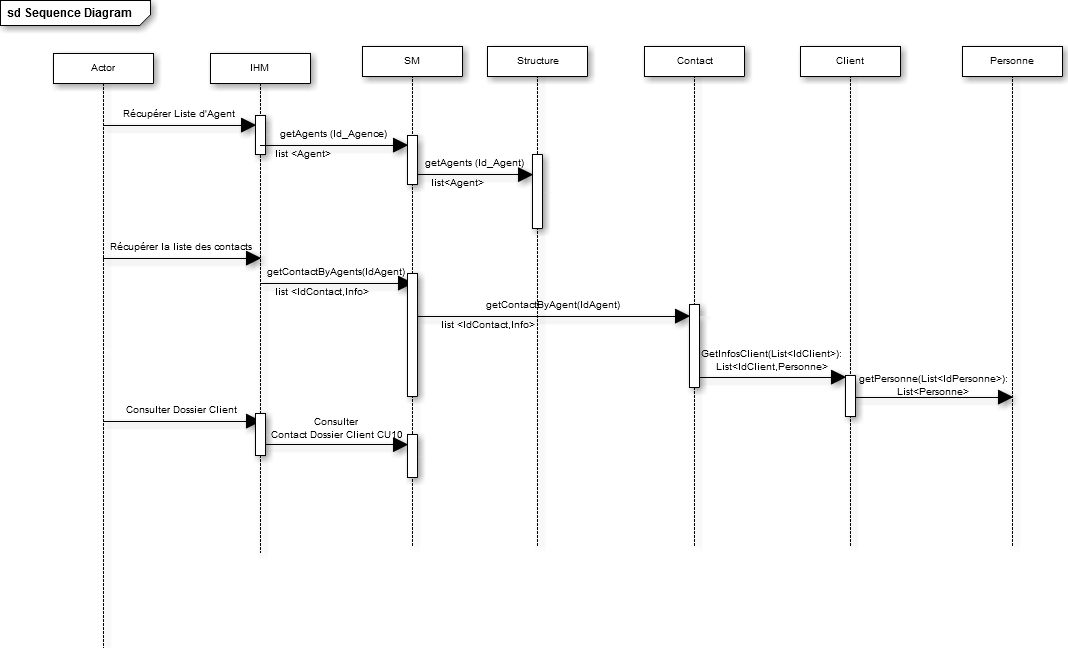 sd Sequence Diagram
Actor
IHM
SM
Structure
Contact
Client
Personne
Récupérer Liste d'Agent
getAgents (Id_Agence)
list <Agent>
getAgents (Id_Agent)
list<Agent>
Récupérer la liste des contacts
getContactByAgents(IdAgent)
list <IdContact,Info>
getContactByAgent(IdAgent)
list <IdContact,Info>
GetInfosClient(List<IdClient>):
List<IdClient,Personne>
getPersonne(List<IdPersonne>):
List<Personne>
Consulter Dossier Client
Consulter
Contact Dossier Client CU10